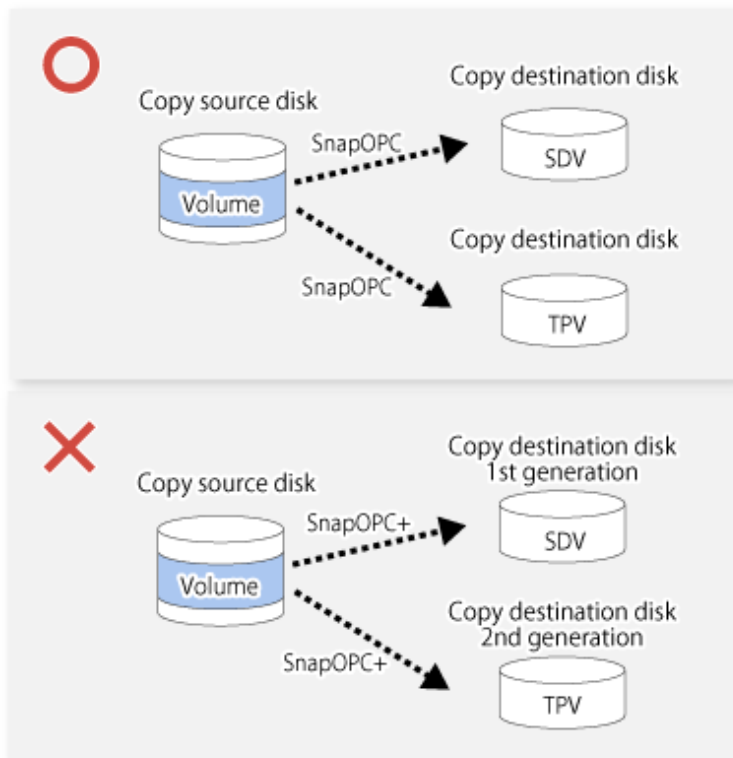 Copy destination disk
Copy source disk
SnapOPC
SDV
Volume
Copy destination disk
SnapOPC
TPV
Copy destination disk
1st generation
Copy source disk
SnapOPC+
SDV
Volume
Copy destination disk
2nd generation
SnapOPC+
TPV